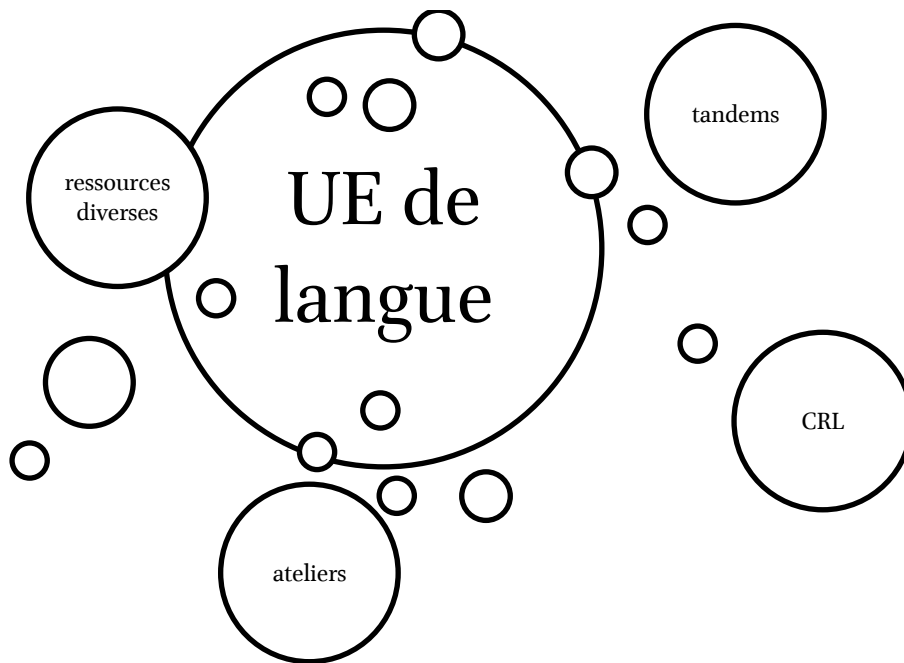 tandems
ressources
diverses
UE de
langue
CRL
ateliers